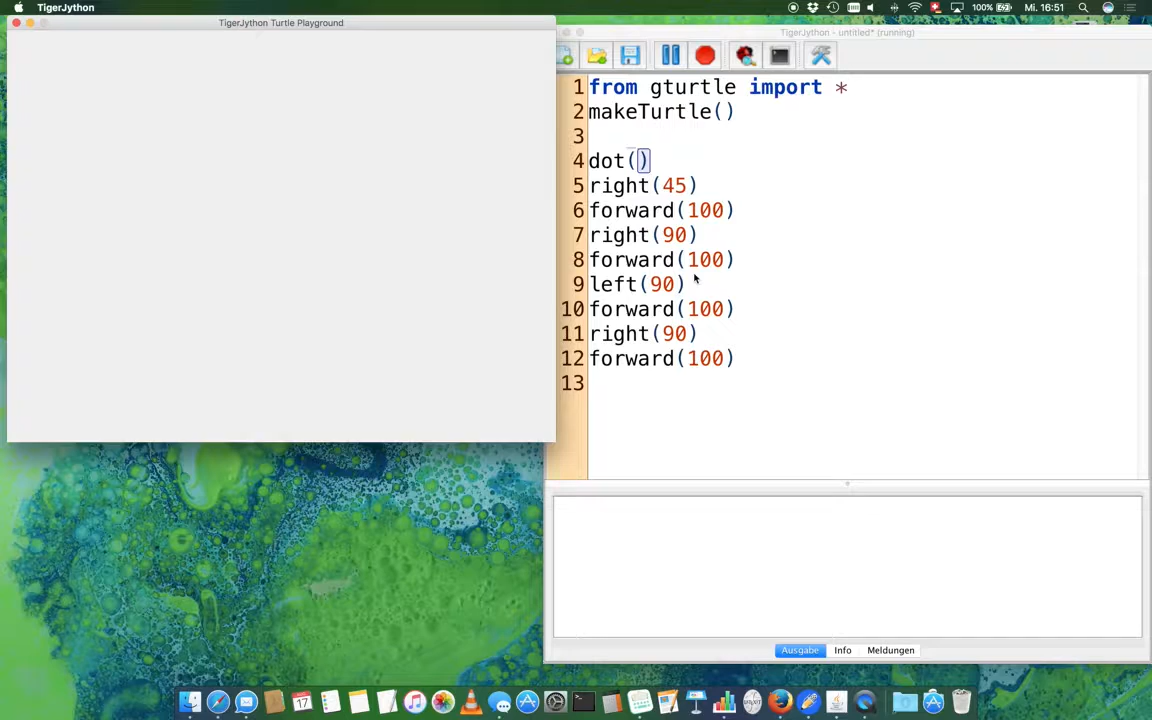 TigerJython
100%
Mi. 16:51
TigerJython Turtle Playground
TigerJython - untitled* (running)
1 from gturtle import *
2 makeTurtle()
3
4 dot()
5 right(45)
6 forward(100)
7 right(90)
8 forward(100)
9 left(90)
10 forward(100)
11 right(90)
12 forward(100)
13
Ausgabe Info Meldungen
17